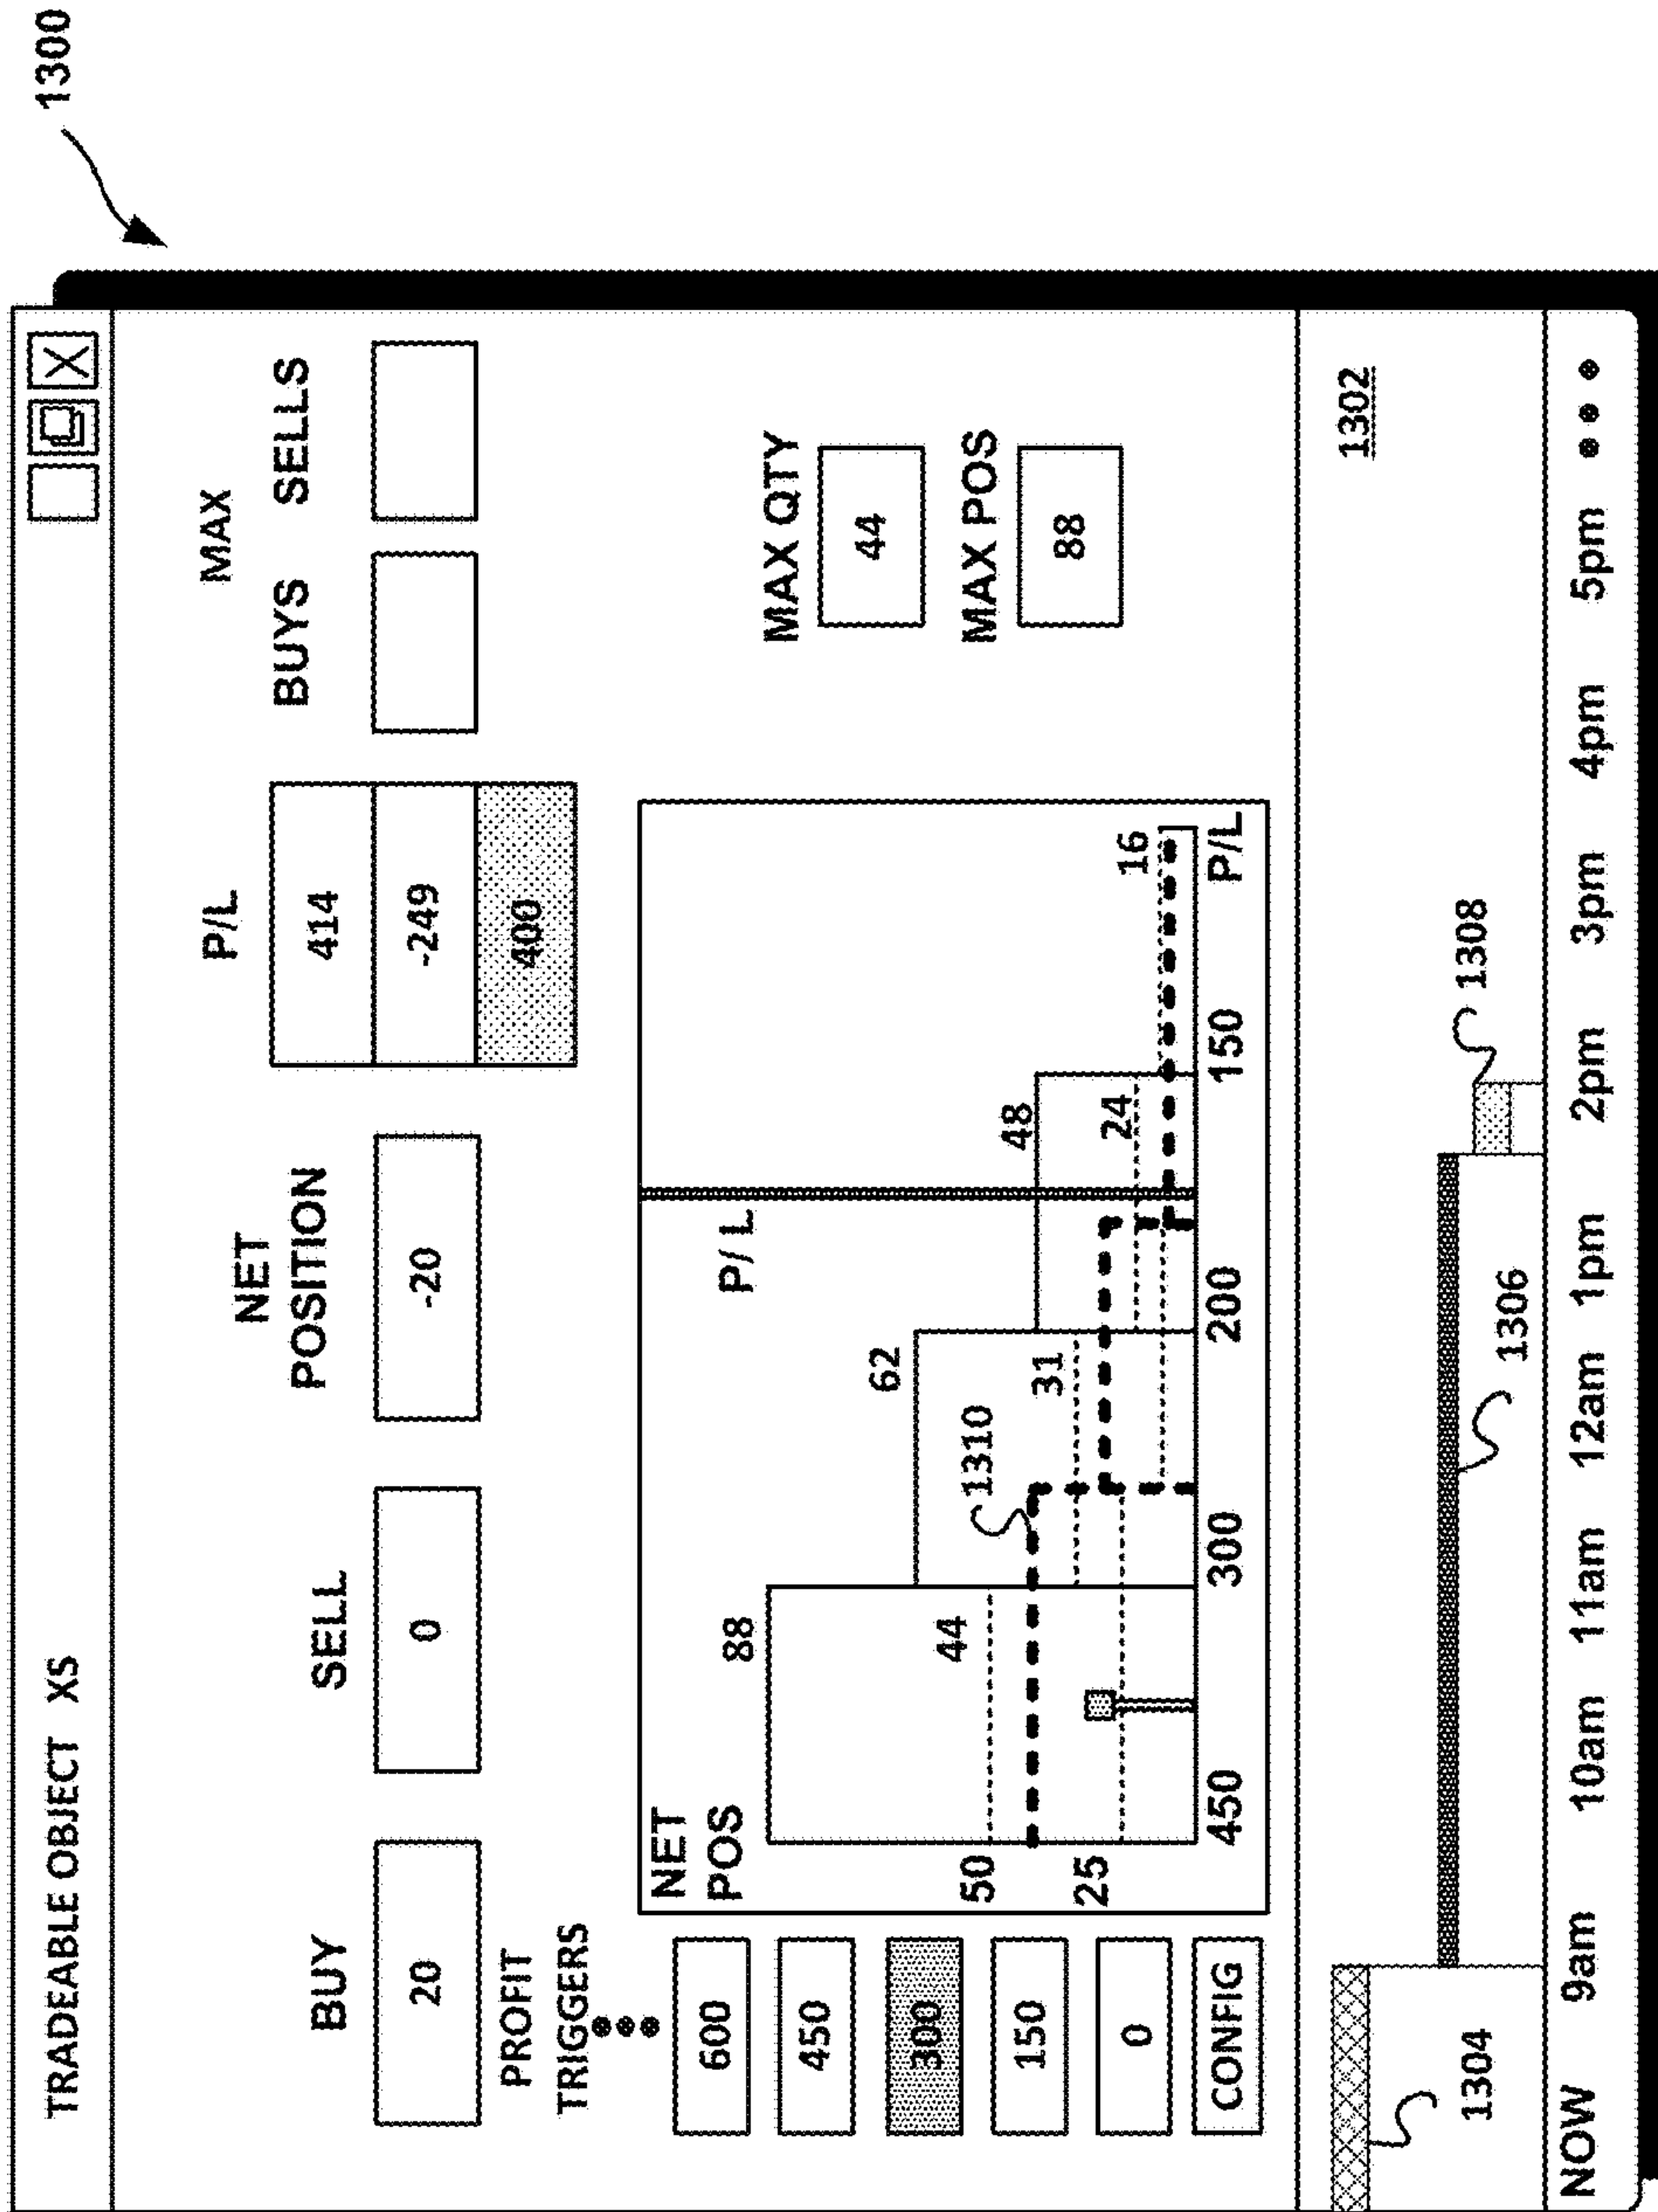 1300
TRADEABLE OBJECT XS
MAX
BUY
SELL
NET
POSITION
P/L
BUYS
SELLS
20
0
-20
414
-249
400
PROFIT
TRIGGERS
600
450
300
150
0
CONFIG
NET
POS
P/L
88
62
1310
44
50
31
48
25
24
16
450
300
200
150
P/L
MAX QTY
44
MAX POS
88
1302
1304
1306
1308
NOW 9am 10am 11am 12am 1pm 2pm 3pm 4pm 5pm